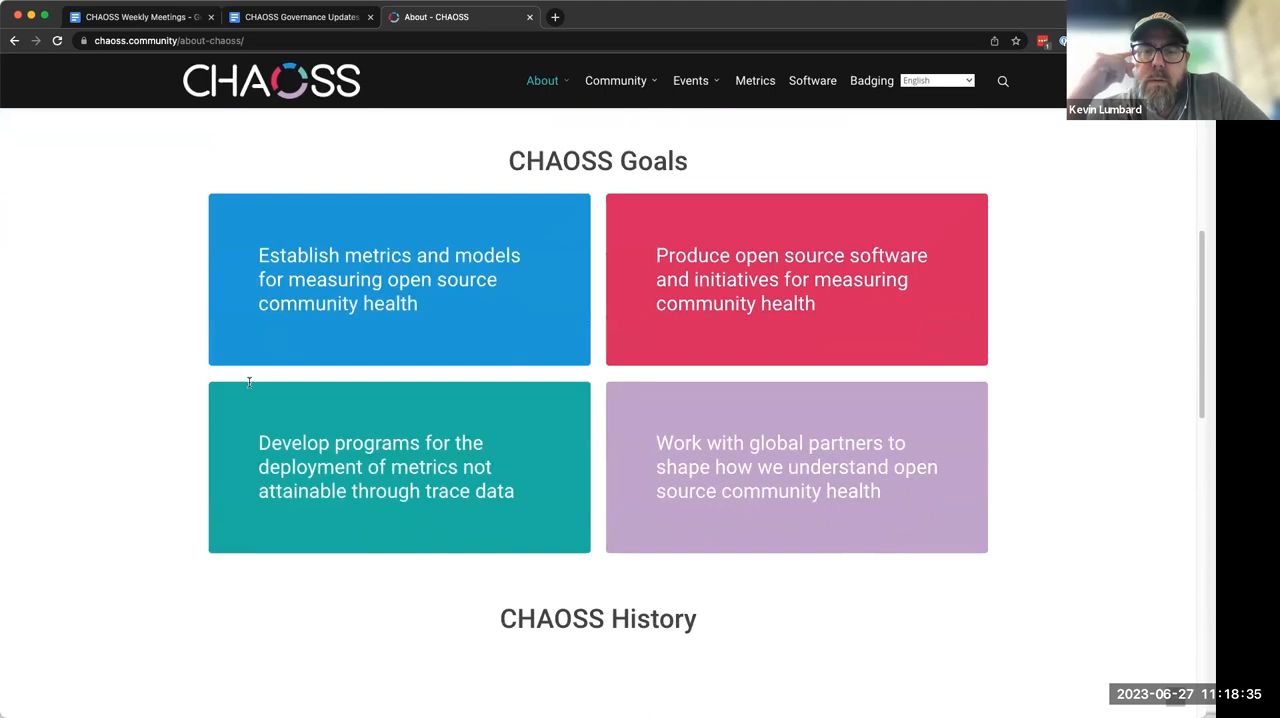 CHAOSS Weekly Meetings - G
CHAOSS Governance Updates
About - CHAOSS
chaoss.community/about-chaoss/
CHAOSS
About
Community
Events
Metrics
Software
Badging
English
Kevin Lumbard
CHAOSS Goals
Establish metrics and models
for measuring open source
community health
Produce open source software
and initiatives for measuring
community health
Develop programs for the
deployment of metrics not
attainable through trace data
Work with global partners to
shape how we understand open
source community health
CHAOSS History
2023-06-27 11:18:35